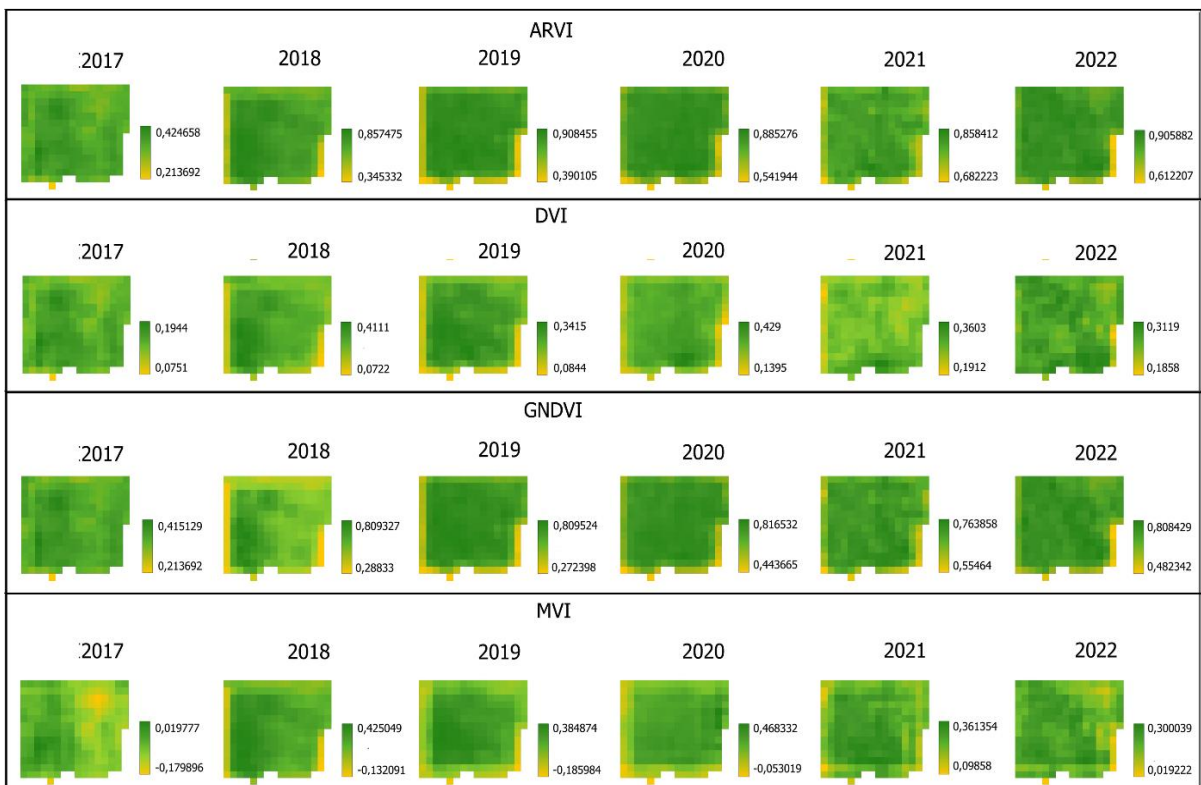 ARVI
:2017 2018 2019 2020 2021 2022
0,424658 0,857475 0,908455 0,885276 0,858412 0,905882
0,213692 0,345332 0,390105 0,541944 0,682223 0,612207
DVI
:2017 2018 2019 2020 2021 2022
0,1944 0,4111 0,3415 0,429 0,3603 0,3119
0,0751 0,0722 0,0844 0,1395 0,1912 0,1858
GNDVI
:2017 2018 2019 2020 2021 2022
0,415129 0,809327 0,809524 0,816532 0,763858 0,808429
0,213692 0,28833 0,272398 0,443665 0,55464 0,482342
MVI
:2017 2018 2019 2020 2021 2022
0,019777 0,425049 0,384874 0,468332 0,361354 0,300039
-0,179896 -0,132091 -0,185984 -0,053019 0,09858 0,019222